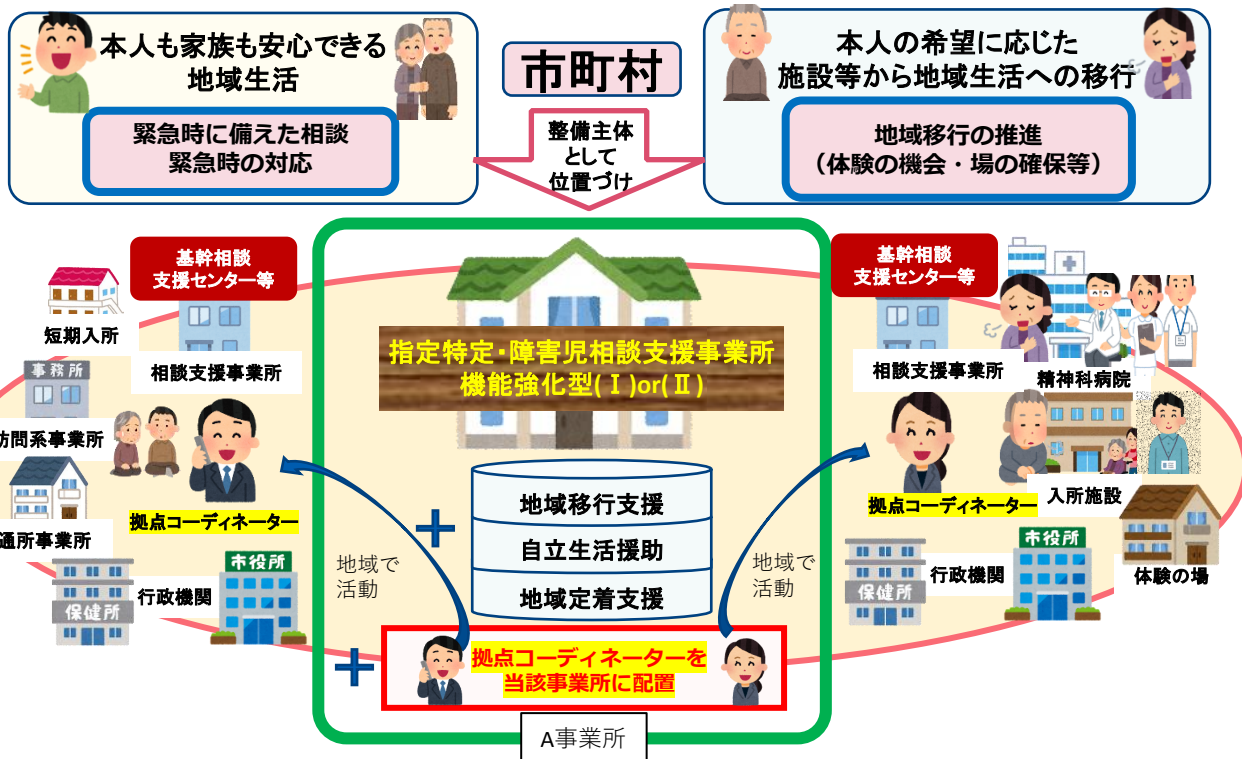 本人も家族も安心できる
地域生活
緊急時に備えた相談
緊急時の対応
市町村
整備主体
として
位置づけ
本人の希望に応じた
施設等から地域生活への移行
地域移行の推進
（体験の機会・場の確保等）
基幹相談
支援センター等
短期入所
相談支援事業所
事務所
訪問系事業所
拠点コーディネーター
通所事業所
保健所
行政機関
市役所
指定特定・障害児相談支援事業所
機能強化型(Ⅰ)or(Ⅱ)
+
地域移行支援
自立生活援助
地域定着支援
地域で
活動
地域で
活動
+
拠点コーディネーターを
当該事業所に配置
A事業所
基幹相談
支援センター等
相談支援事業所
精神科病院
拠点コーディネーター
入所施設
体験の場
保健所
行政機関
市役所